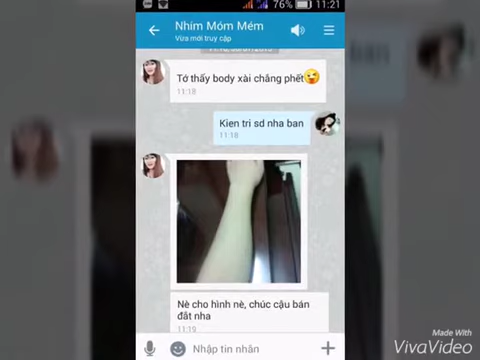 76% 11:21
Nhím Móm Mém
Vừa mới truy cập
Tớ thấy body xài chẳng phết
11:18
Kien tri sd nha ban
11:18
Nè cho hình nè, chúc cậu bán
đắt nha
11:19
Nhập tin nhắn
Made With
VivaVideo